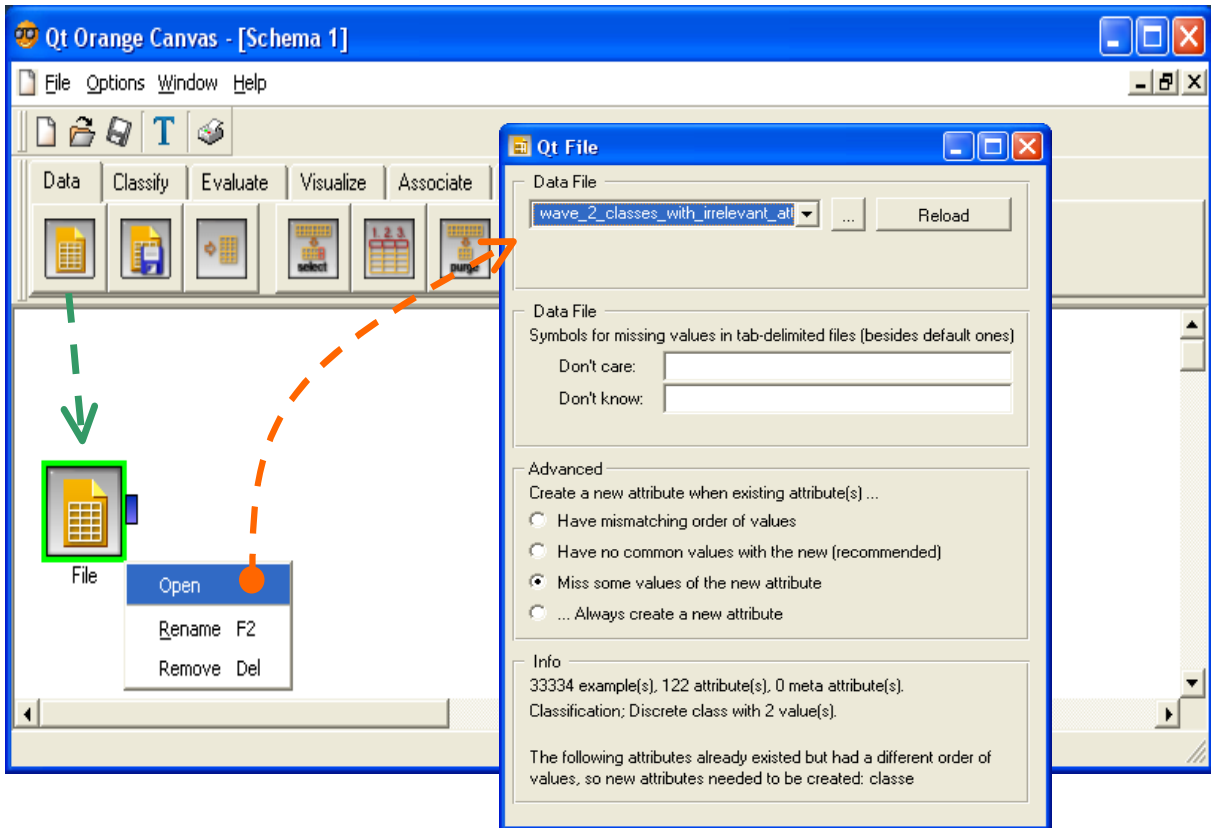 Qt Orange Canvas - [Schema 1]
File Options Window Help
T
Data Classify Evaluate Visualize Associate
select 1. 2. 3. purge
File
Open
Rename F2
Remove Del
Qt File
Data File
wave_2_classes_with_irrelevant_att ... Reload
Data File
Symbols for missing values in tab-delimited files (besides default ones)
Don't care:
Don't know:
Advanced
Create a new attribute when existing attribute(s) ...
Have mismatching order of values
Have no common values with the new (recommended)
Miss some values of the new attribute
... Always create a new attribute
Info
33334 example(s), 122 attribute(s), 0 meta attribute(s).
Classification; Discrete class with 2 value(s).
The following attributes already existed but had a different order of
values, so new attributes needed to be created: classe